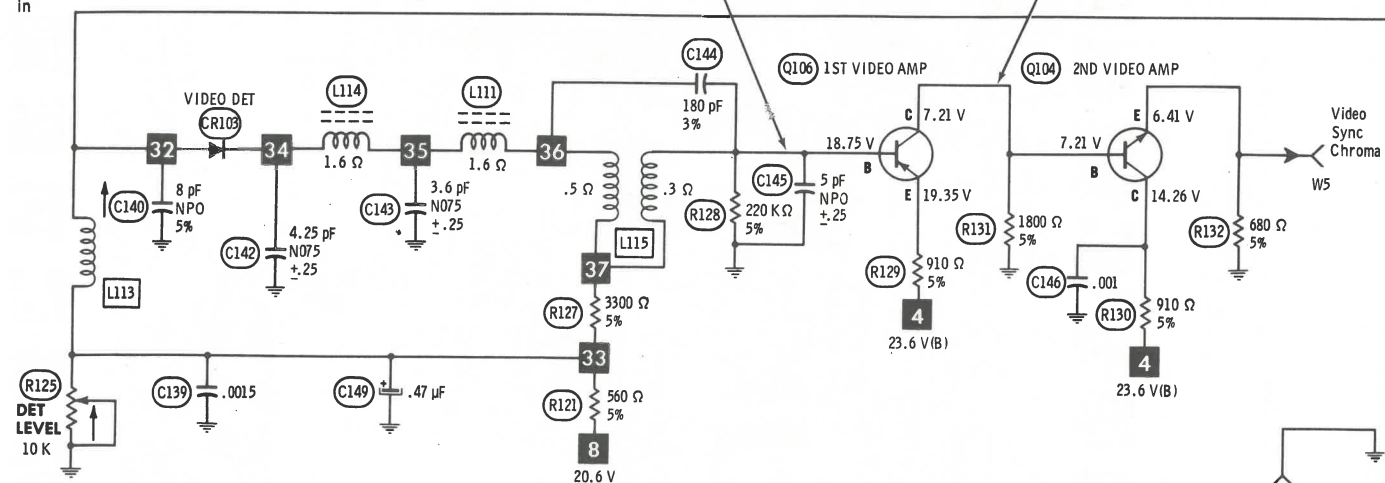 in
VIDEO DET
CR103
L114
L111
C144
180 pF
3%
Q106 1ST VIDEO AMP
Q104 2ND VIDEO AMP
C 7.21 V
E 6.41 V
Video
Sync
Chroma
W5
32
34
35
36
1.6 Ω
1.6 Ω
18.75 V
B
7.21 V
B
C140
8 pF
NPO
5%
C142
4.25 pF
N075
±.25
C143
3.6 pF
N075
±.25
.5 Ω
.3 Ω
L115
R128
220 KΩ
5%
C145
5 pF
NPO
±.25
E 19.35 V
C 14.26 V
R131
1800 Ω
5%
R132
680 Ω
5%
L113
37
R127
3300 Ω
5%
R129
910 Ω
5%
4
23.6 V(B)
C146
.001
R130
910 Ω
5%
4
23.6 V(B)
33
R125
DET
LEVEL
10 K
C139
.0015
C149
+
.47 µF
R121
560 Ω
5%
8
20.6 V